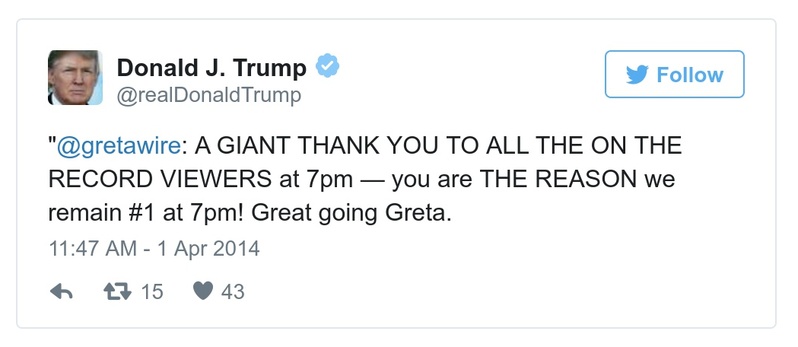 Donald J. Trump
@realDonaldTrump
Follow
"@gretawire: A GIANT THANK YOU TO ALL THE ON THE
RECORD VIEWERS at 7pm — you are THE REASON we
remain #1 at 7pm! Great going Greta.
11:47 AM - 1 Apr 2014
15 43